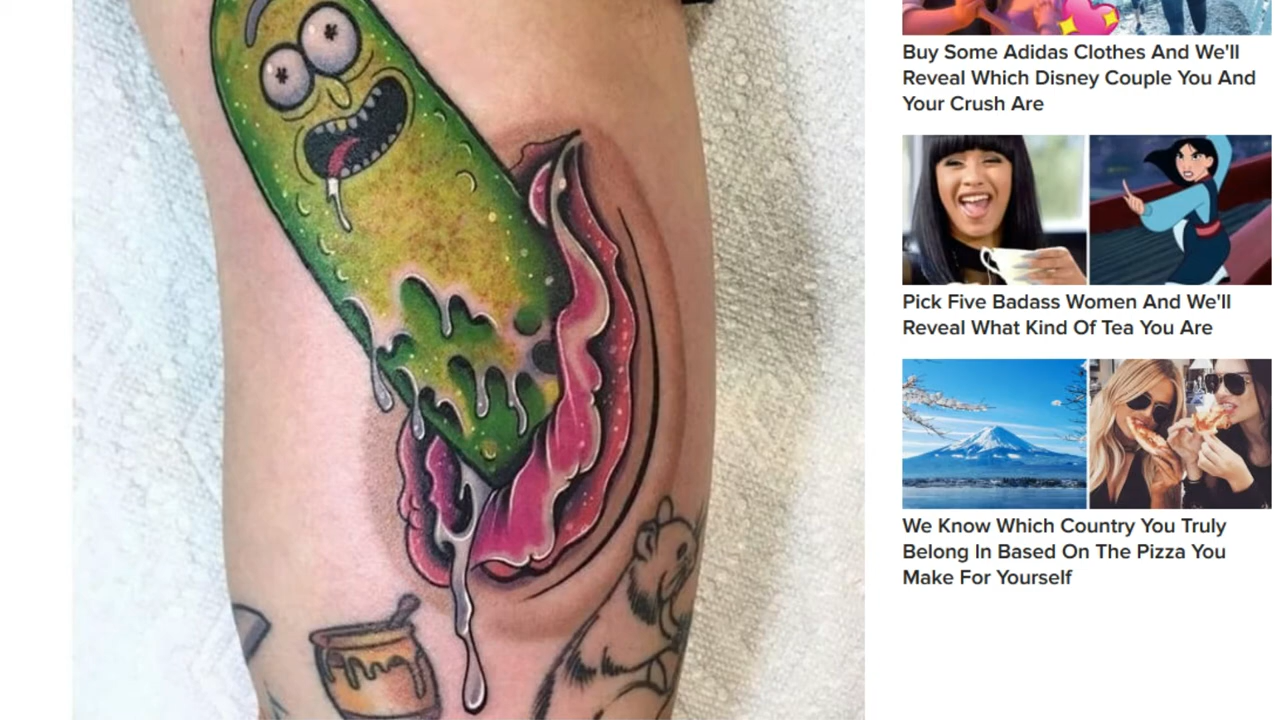 Buy Some Adidas Clothes And We'll
Reveal Which Disney Couple You And
Your Crush Are
Pick Five Badass Women And We'll
Reveal What Kind Of Tea You Are
We Know Which Country You Truly
Belong In Based On The Pizza You
Make For Yourself